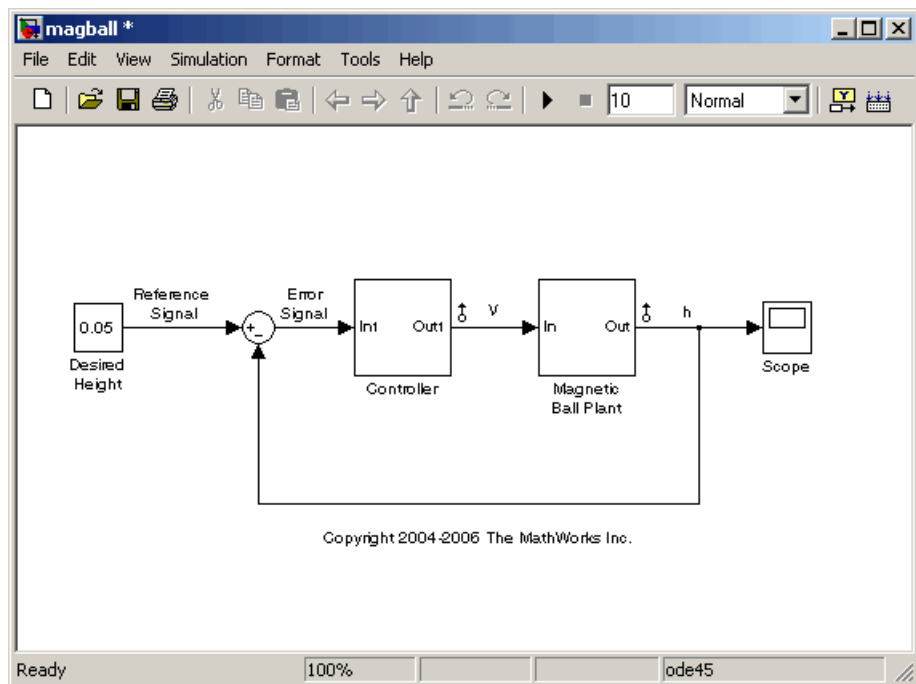 magball *
File Edit View Simulation Format Tools Help
10 Normal
Reference
Signal
Error
Signal
0.05
+
-
In1 Out1
V
In Out
h
Desired
Height
Controller
Magnetic
Ball Plant
Scope
Copyright 2004-2006 The MathWorks Inc.
Ready 100% ode45